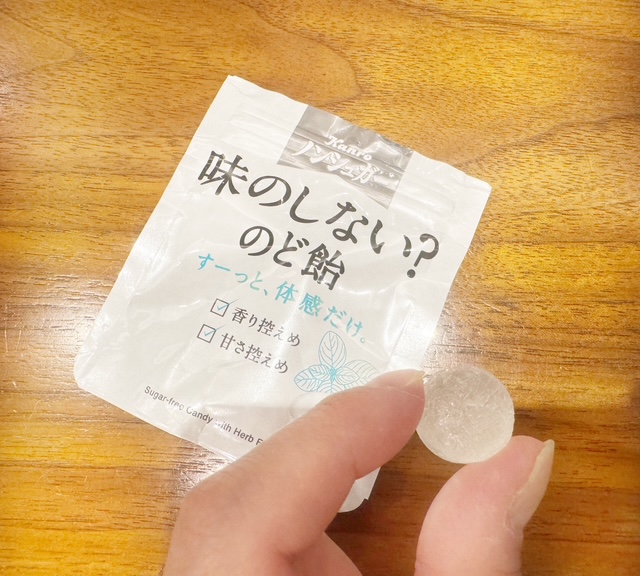 Kanro
ノンシュガー
味のしない?
のど飴
すーっと、体感だけ。
香り控えめ
甘さ控えめ
Sugar-free Candy with Herb